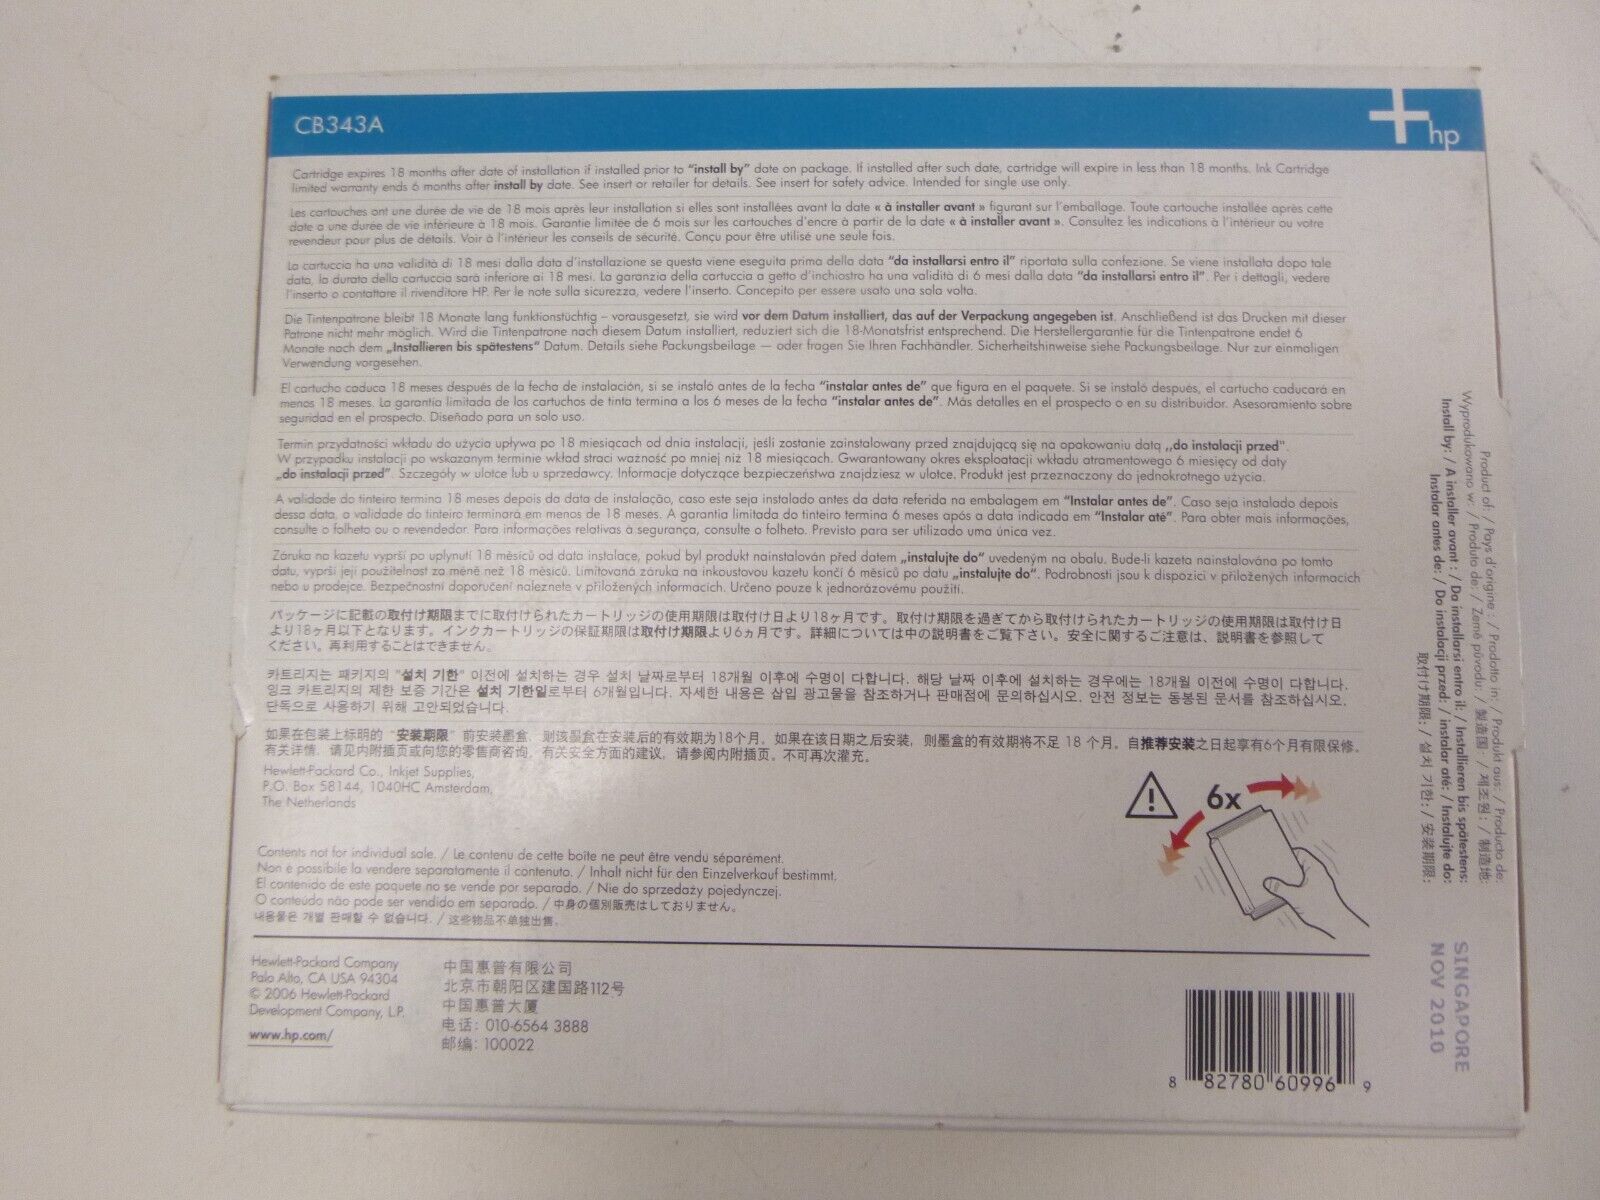 CB343A
hp
Cartridge expires 18 months after date of installation if installed prior to "install by" date on package. If installed after such date, cartridge will expire in less than 18 months. Ink Cartridge
limited warranty ends 6 months after install by date. See insert or retailer for details. See insert for safety advice. Intended for single use only.
Les cartouches ont une durée de vie de 18 mois après leur installation si elles sont installées avant la date « à installer avant » figurant sur l'emballage. Toute cartouche installée après cette
date a une durée de vie inférieure à 18 mois. Garantie limitée de 6 mois sur les cartouches d'encre à partir de la date « à installer avant ». Consultez les indications à l'intérieur ou votre
revendeur pour plus de détails. Voir à l'intérieur les conseils de sécurité. Conçu pour être utilisé une seule fois.
La cartuccia ha una validità di 18 mesi dalla data d'installazione se questa viene eseguita prima della data "da installarsi entro il" riportata sulla confezione. Se viene installata dopo tale
data, la durata della cartuccia sarà inferiore ai 18 mesi. La garanzia della cartuccia a getto d'inchiostro ha una validità di 6 mesi dalla data "da installarsi entro il". Per i dettagli, vedere
l'inserto o contattare il rivenditore HP. Per le note sulla sicurezza, vedere l'inserto. Concepito per essere usato una sola volta.
Die Tintenpatrone bleibt 18 Monate lang funktionstüchtig – vorausgesetzt, sie wird vor dem Datum installiert, das auf der Verpackung angegeben ist. Anschließend ist das Drucken mit dieser
Patrone nicht mehr möglich. Wird die Tintenpatrone nach diesem Datum installiert, reduziert sich die 18-Monatsfrist entsprechend. Die Herstellergarantie für die Tintenpatrone endet 6
Monate nach dem „Installieren bis spätestens“ Datum. Details siehe Packungsbeilage — oder fragen Sie Ihren Fachhändler. Sicherheitshinweise siehe Packungsbeilage. Nur zur einmaligen
Verwendung vorgesehen.
El cartucho caduca 18 meses después de la fecha de instalación, si se instaló antes de la fecha "instalar antes de" que figura en el paquete. Si se instaló después, el cartucho caducará en
menos 18 meses. La garantía limitada de los cartuchos de tinta termina a los 6 meses de la fecha "instalar antes de". Más detalles en el prospecto o en su distribuidor. Asesoramiento sobre
seguridad en el prospecto. Diseñado para un solo uso.
Termin przydatności wkładu do użycia upływa po 18 miesiącach od dnia instalacji, jeśli zostanie zainstalowany przed znajdującą się na opakowaniu datą „do instalacji przed".
W przypadku instalacji po wskazanym terminie wkład straci ważność po mniej niż 18 miesiącach. Gwarantowany okres eksploatacji wkładu atramentowego 6 miesięcy od daty
„do instalacji przed". Szczegóły w ulotce lub u sprzedawcy. Informacje dotyczące bezpieczeństwa znajdziesz w ulotce. Produkt jest przeznaczony do jednokrotnego użycia.
A validade do tinteiro termina 18 meses depois da data de instalação, caso este seja instalado antes da data referida na embalagem em "Instalar antes de". Caso seja instalado depois
dessa data, a validade do tinteiro terminará em menos de 18 meses. A garantia limitada do tinteiro termina 6 meses após a data indicada em "Instalar até". Para obter mais informações,
consulte o folheto ou o revendedor. Para informações relativas à segurança, consulte o folheto. Previsto para ser utilizado uma única vez.
Záruka na kazetu vyprší po uplynutí 18 měsíců od data instalace, pokud byl produkt nainstalován před datem „instalujte do“ uvedeným na obalu. Bude-li kazeta nainstalována po tomto
datu, vyprší její použitelnost za méně než 18 měsíců. Limitovaná záruka na inkoustovou kazetu končí 6 měsíců po datu „instalujte do“. Podrobnosti jsou k dispozici v přiložených informacích
nebo u prodejce. Bezpečnostní doporučení naleznete v přiložených informacích. Určeno pouze k jednorázovému použití.
パッケージに記載の取付け期限までに取付けられたカートリッジの使用期限は取付け日より18ヶ月です。取付け期限を過ぎてから取付けられたカートリッジの使用期限は取付け日
より18ヶ月以下となります。インクカートリッジの保証期限は取付け期限より6ヵ月です。詳細については中の説明書をご覧下さい。安全に関するご注意は、説明書を参照して
ください。再利用することはできません。
카트리지는 패키지의 "설치 기한" 이전에 설치하는 경우 설치 날짜로부터 18개월 이후에 수명이 다합니다. 해당 날짜 이후에 설치하는 경우에는 18개월 이전에 수명이 다합니다.
잉크 카트리지의 제한 보증 기간은 설치 기한일로부터 6개월입니다. 자세한 내용은 삽입 광고물을 참조하거나 판매점에 문의하십시오. 안전 정보는 동봉된 문서를 참조하십시오.
단독으로 사용하기 위해 고안되었습니다.
如果在包装上标明的 "安装期限" 前安装墨盒，则该墨盒在安装后的有效期为18个月。如果在该日期之后安装，则墨盒的有效期将不足 18 个月。自推荐安装之日起享有6个月有限保修。
有关详情，请见内附插页或向您的零售商咨询。有关安全方面的建议，请参阅内附插页。不可再次灌充。
Hewlett-Packard Co., Inkjet Supplies,
P.O. Box 58144, 1040HC Amsterdam,
The Netherlands
6x
Contents not for individual sale. / Le contenu de cette boîte ne peut être vendu séparément.
Non è possibile la vendere separatamente il contenuto. / Inhalt nicht für den Einzelverkauf bestimmt.
El contenido de este paquete no se vende por separado. / Nie do sprzedaży pojedynczej.
O conteúdo não pode ser vendido em separado. / 中身の個別販売はしておりません。
내용물은 개별 판매할 수 없습니다. / 这些物品不单独出售。
Hewlett-Packard Company
Palo Alto, CA USA 94304
© 2006 Hewlett-Packard
Development Company, L.P.
www.hp.com/
中国惠普有限公司
北京市朝阳区建国路112号
中国惠普大厦
电话: 010-6564 3888
邮编: 100022
8 82780 60996 9
Product of: / Pays d'origine : / Prodotto in: / Produkt aus: / Producto de:
Wyprodukowano w: / Produto de: / Země původu: / 製造国: / 제조원: / 制造地:
Install by: / A installer avant : / Da installarsi entro il: / Installieren bis spätestens:
Instalar antes de: / Do instalacji przed: / instalar até: / Instalujte do:
取付け期限: / 설치 기한: / 安装期限:
SINGAPORE
NOV 2010